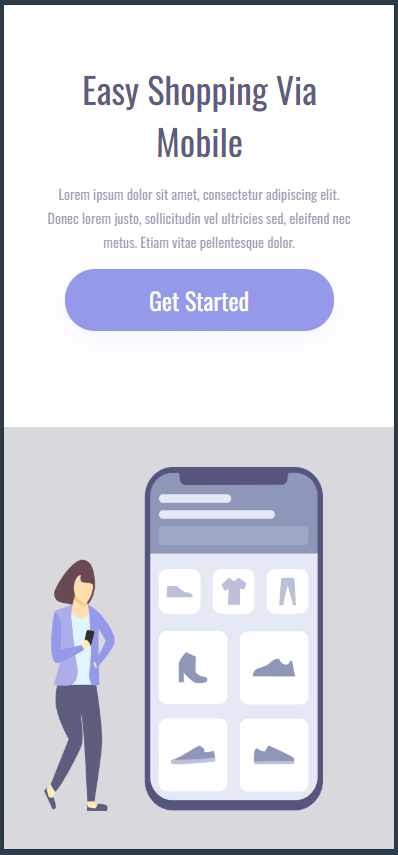 Easy Shopping Via
Mobile
Lorem ipsum dolor sit amet, consectetur adipiscing elit.
Donec lorem justo, sollicitudin vel ultricies sed, eleifend nec
metus. Etiam vitae pellentesque dolor.
Get Started